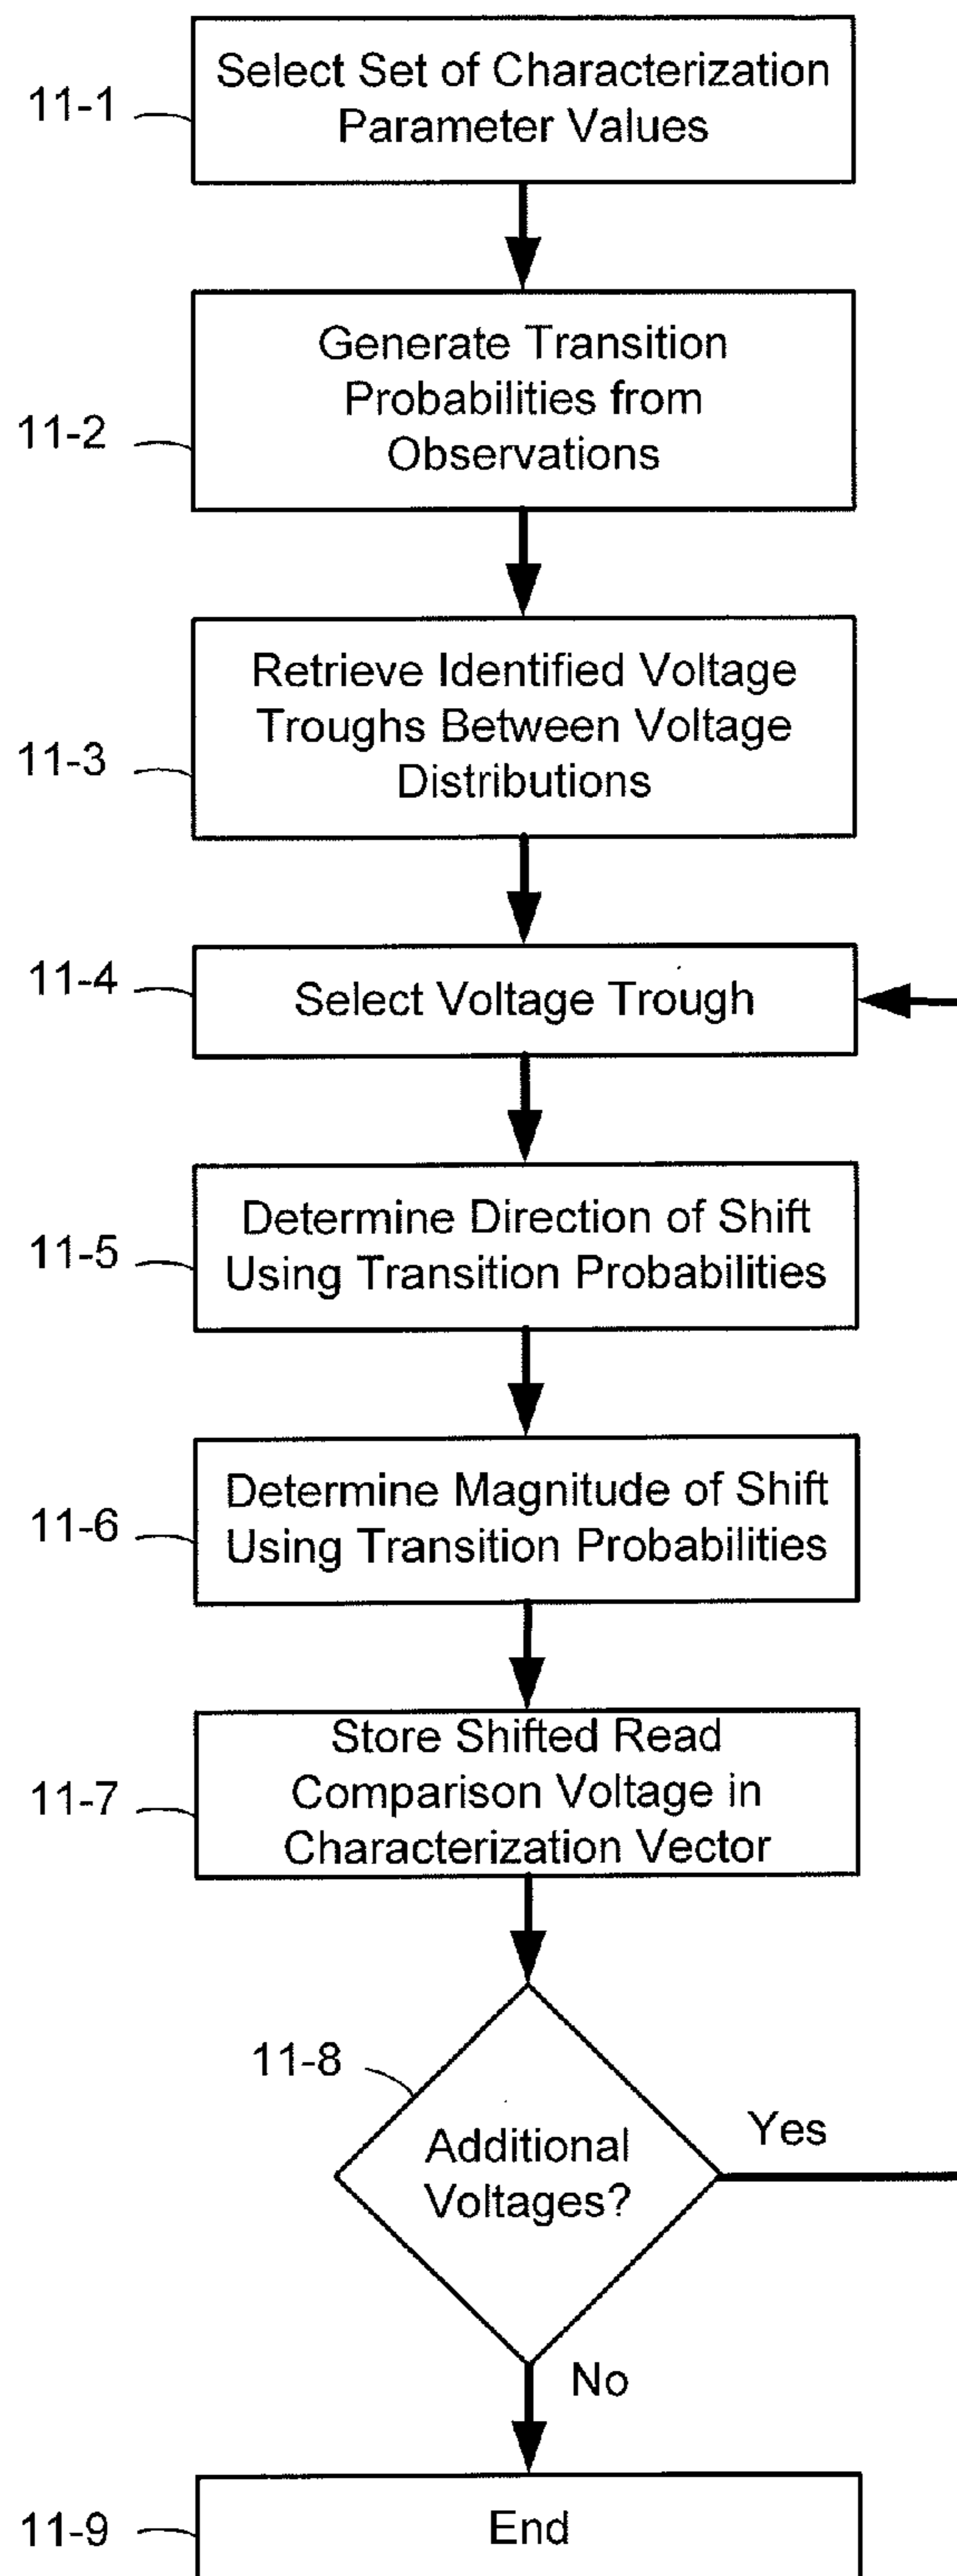 11-1
Select Set of Characterization
Parameter Values
11-2
Generate Transition
Probabilities from
Observations
11-3
Retrieve Identified Voltage
Troughs Between Voltage
Distributions
11-4
Select Voltage Trough
11-5
Determine Direction of Shift
Using Transition Probabilities
11-6
Determine Magnitude of Shift
Using Transition Probabilities
11-7
Store Shifted Read
Comparison Voltage in
Characterization Vector
11-8
Additional
Voltages?
Yes
No
11-9
End